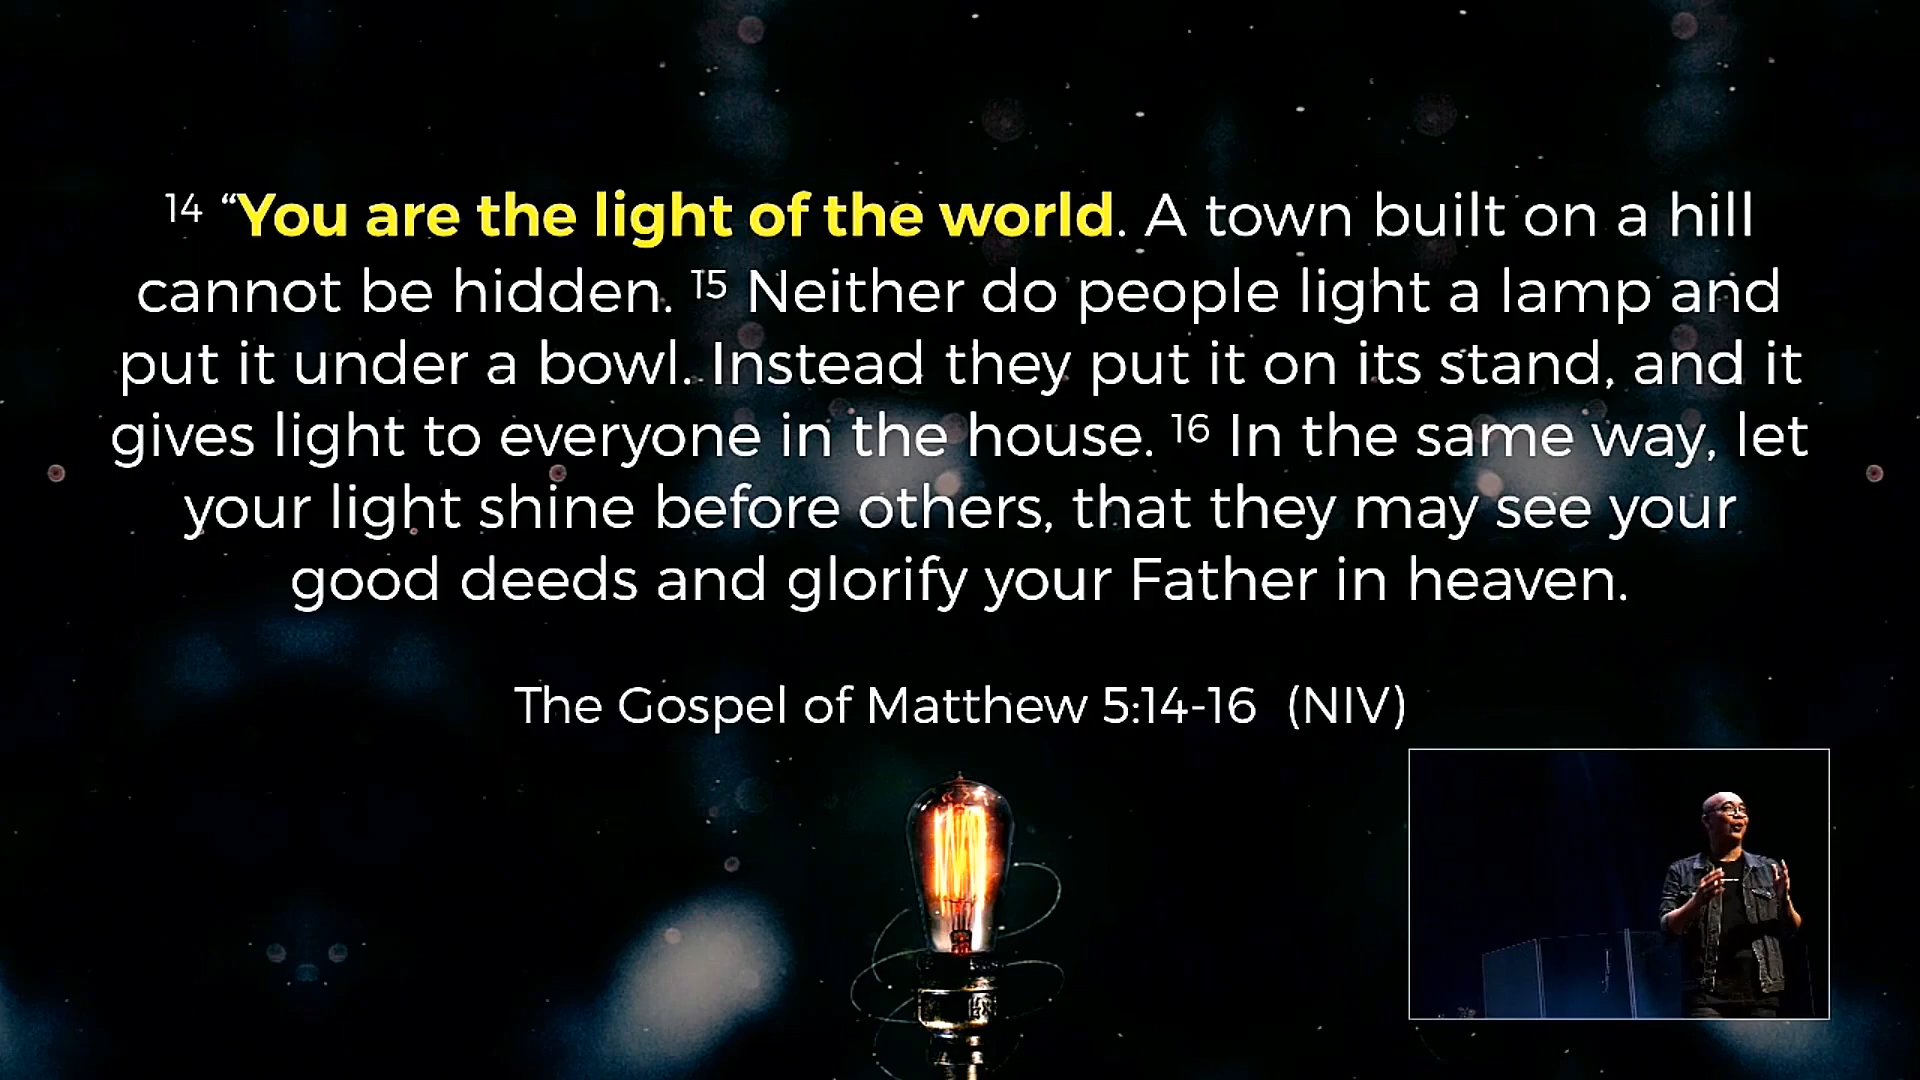 14 “You are the light of the world. A town built on a hill
cannot be hidden. 15 Neither do people light a lamp and
put it under a bowl. Instead they put it on its stand, and it
gives light to everyone in the house. 16 In the same way, let
your light shine before others, that they may see your
good deeds and glorify your Father in heaven.
The Gospel of Matthew 5:14-16 (NIV)